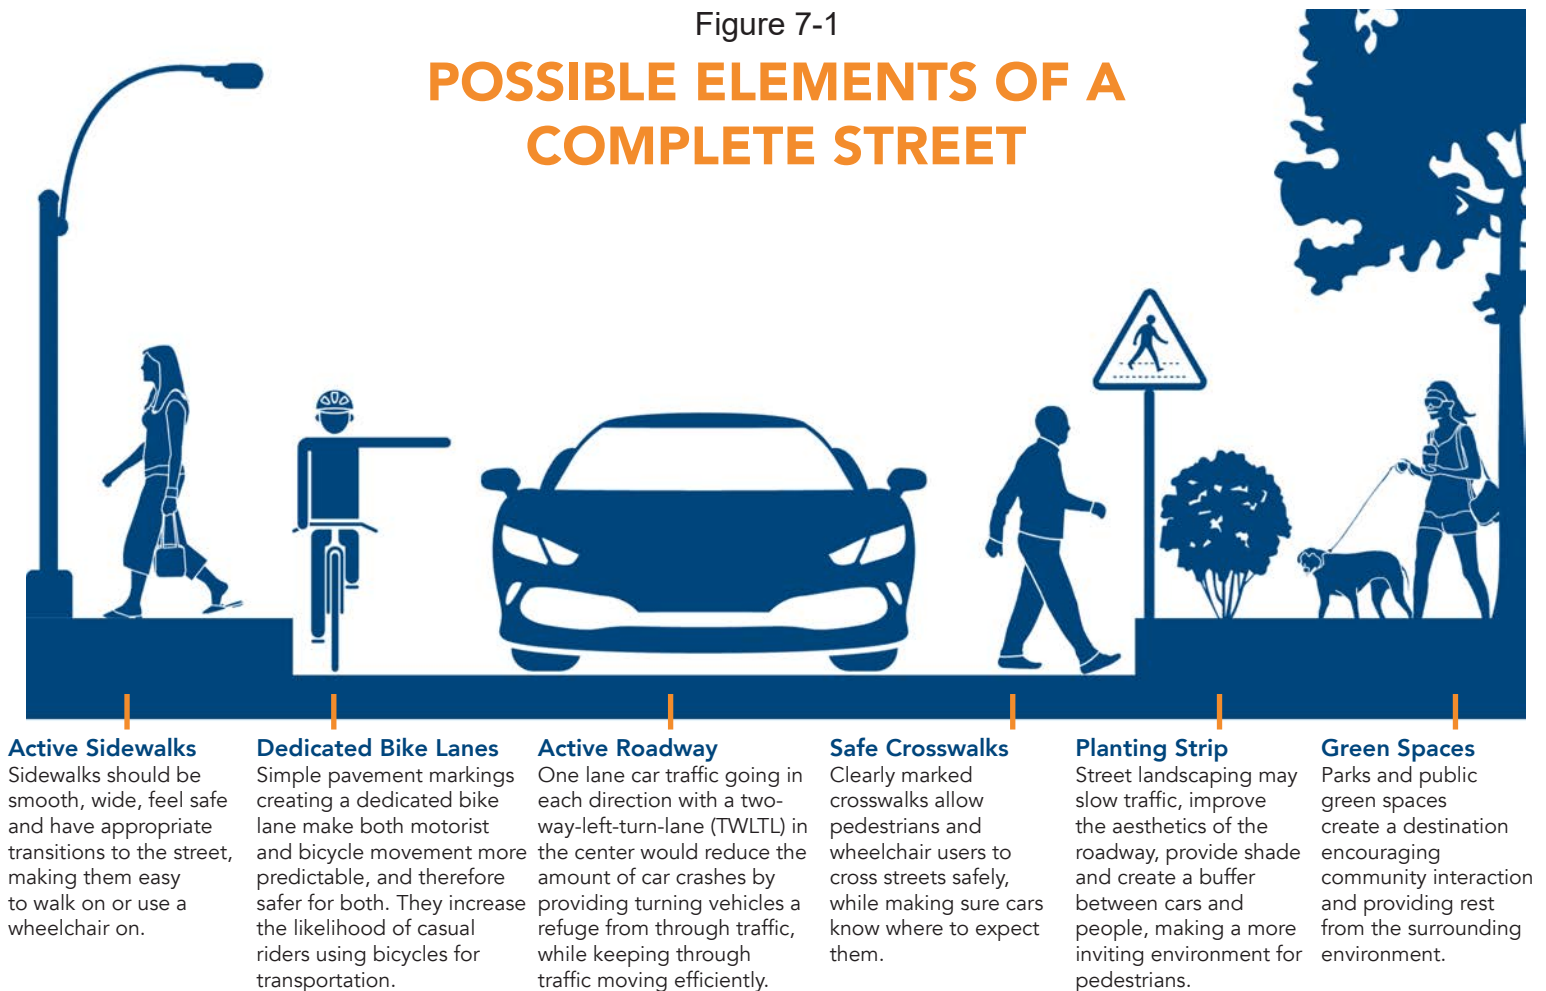 Figure 7-1
POSSIBLE ELEMENTS OF A
COMPLETE STREET
Active Sidewalks
Sidewalks should be
smooth, wide, feel safe
and have appropriate
transitions to the street,
making them easy
to walk on or use a
wheelchair on.
Dedicated Bike Lanes
Simple pavement markings
creating a dedicated bike
lane make both motorist
and bicycle movement more
predictable, and therefore
safer for both. They increase
the likelihood of casual
riders using bicycles for
transportation.
Active Roadway
One lane car traffic going in
each direction with a two-
way-left-turn-lane (TWLTL) in
the center would reduce the
amount of car crashes by
providing turning vehicles a
refuge from through traffic,
while keeping through
traffic moving efficiently.
Safe Crosswalks
Clearly marked
crosswalks allow
pedestrians and
wheelchair users to
cross streets safely,
while making sure cars
know where to expect
them.
Planting Strip
Street landscaping may
slow traffic, improve
the aesthetics of the
roadway, provide shade
and create a buffer
between cars and
people, making a more
inviting environment for
pedestrians.
Green Spaces
Parks and public
green spaces
create a destination
encouraging
community interaction
and providing rest
from the surrounding
environment.